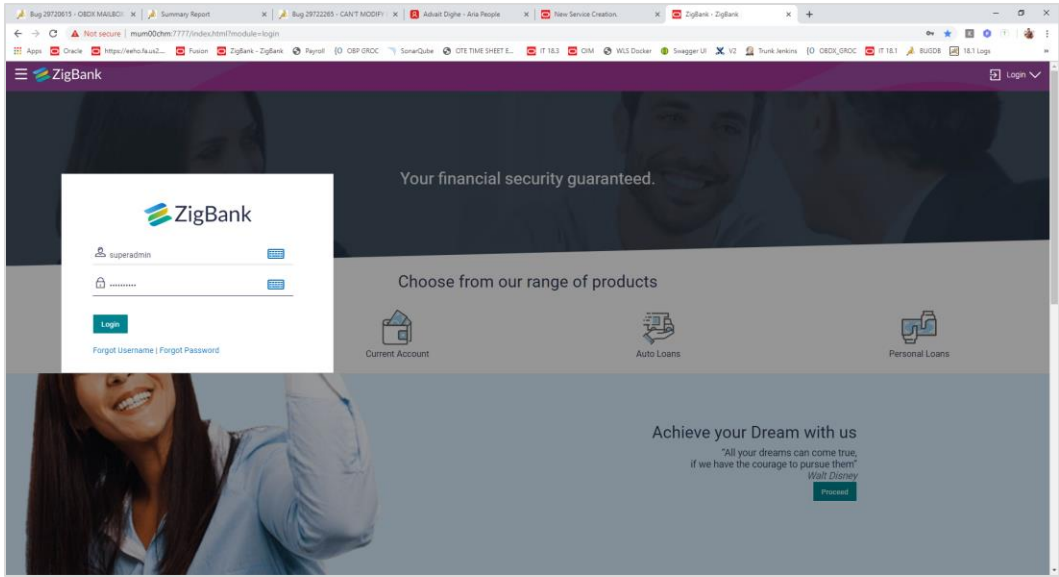 Bug 29720615 - OBDX MAILBOX
Summary Report
Bug 29722265 - CAN'T MODIFY
Advait Dighe - Aria People
New Service Creation.
ZigBank - ZigBank
Not secure | mum00chm:7777/index.html?module=login
Apps
Oracle
https://eeho.fa.us2...
Fusion
ZigBank - ZigBank
Payroll
OBP GROC
SonarQube
OTE TIME SHEET E...
IT 18.3
OIM
WLS Docker
Swagger UI
V2
Trunk Jenkins
OBDX_GROC
IT 18.1
BUGDB
18.1 Logs
ZigBank
Login
Your financial security guaranteed.
ZigBank
superadmin
Login
Forgot Username | Forgot Password
Choose from our range of products
Current Account
Auto Loans
Personal Loans
Achieve your Dream with us
"All your dreams can come true,
if we have the courage to pursue them"
Walt Disney
Proceed